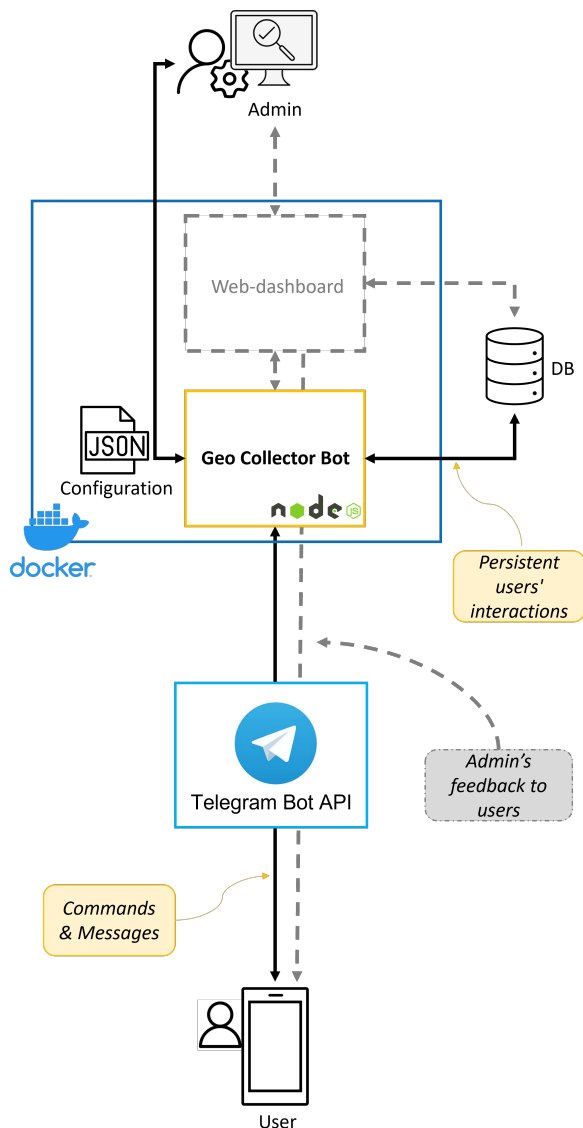 Admin
Web-dashboard
DB
JSON
Configuration
Geo Collector Bot
node
JS
docker
Persistent
users'
interactions
Telegram Bot API
Admin's
feedback to
users
Commands
& Messages
User